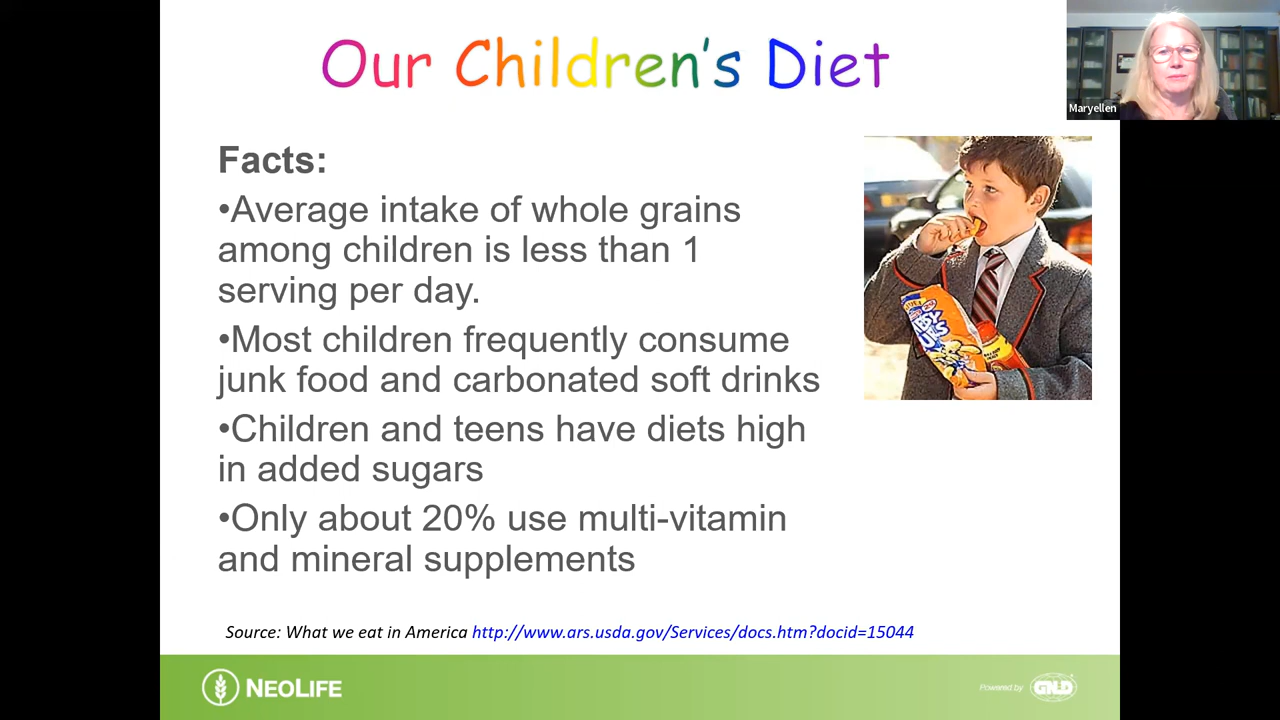 Our Children's Diet
Maryellen
Facts:
•Average intake of whole grains
among children is less than 1
serving per day.
•Most children frequently consume
junk food and carbonated soft drinks
•Children and teens have diets high
in added sugars
•Only about 20% use multi-vitamin
and mineral supplements
Source: What we eat in America http://www.ars.usda.gov/Services/docs.htm?docid=15044
NEOLIFE
Powered by GNLD